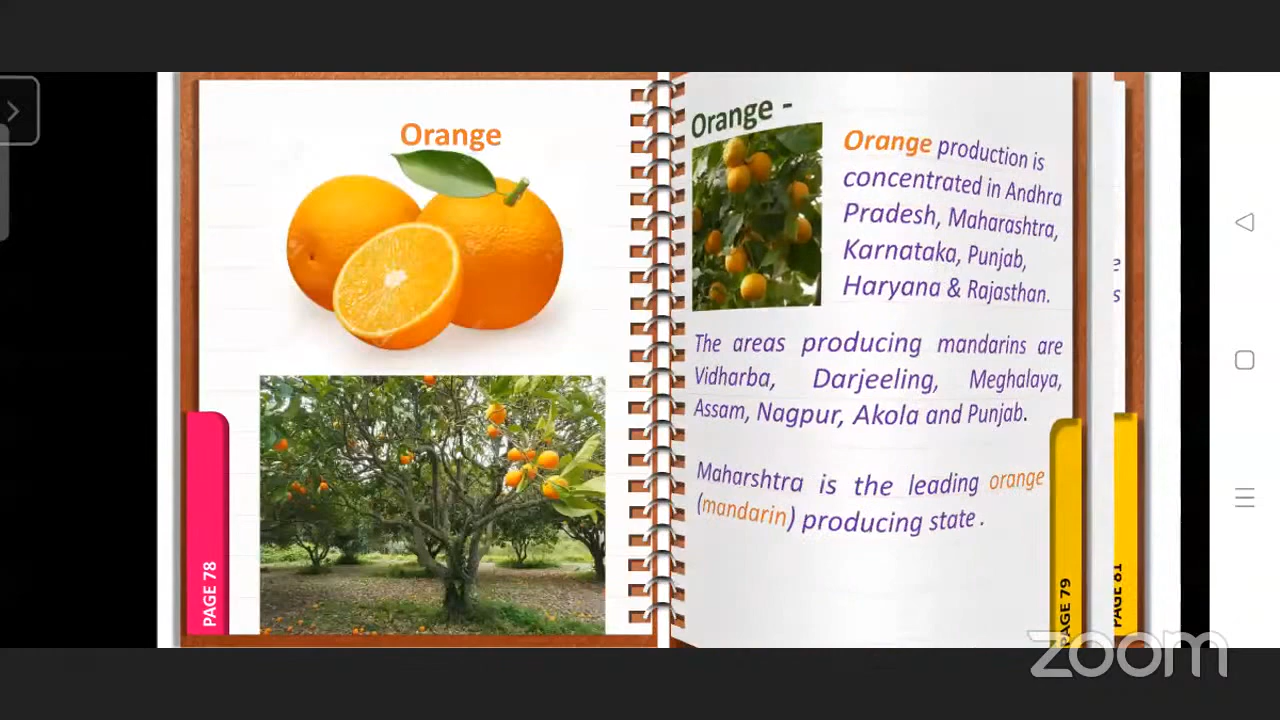 Orange
PAGE 78
Orange -
Orange production is
concentrated in Andhra
Pradesh, Maharashtra,
Karnataka, Punjab,
Haryana & Rajasthan.
The areas producing mandarins are
Vidharba, Darjeeling, Meghalaya,
Assam, Nagpur, Akola and Punjab.
Maharshtra is the leading orange
(mandarin) producing state .
PAGE 79
e
s
PAGE 81
zoom